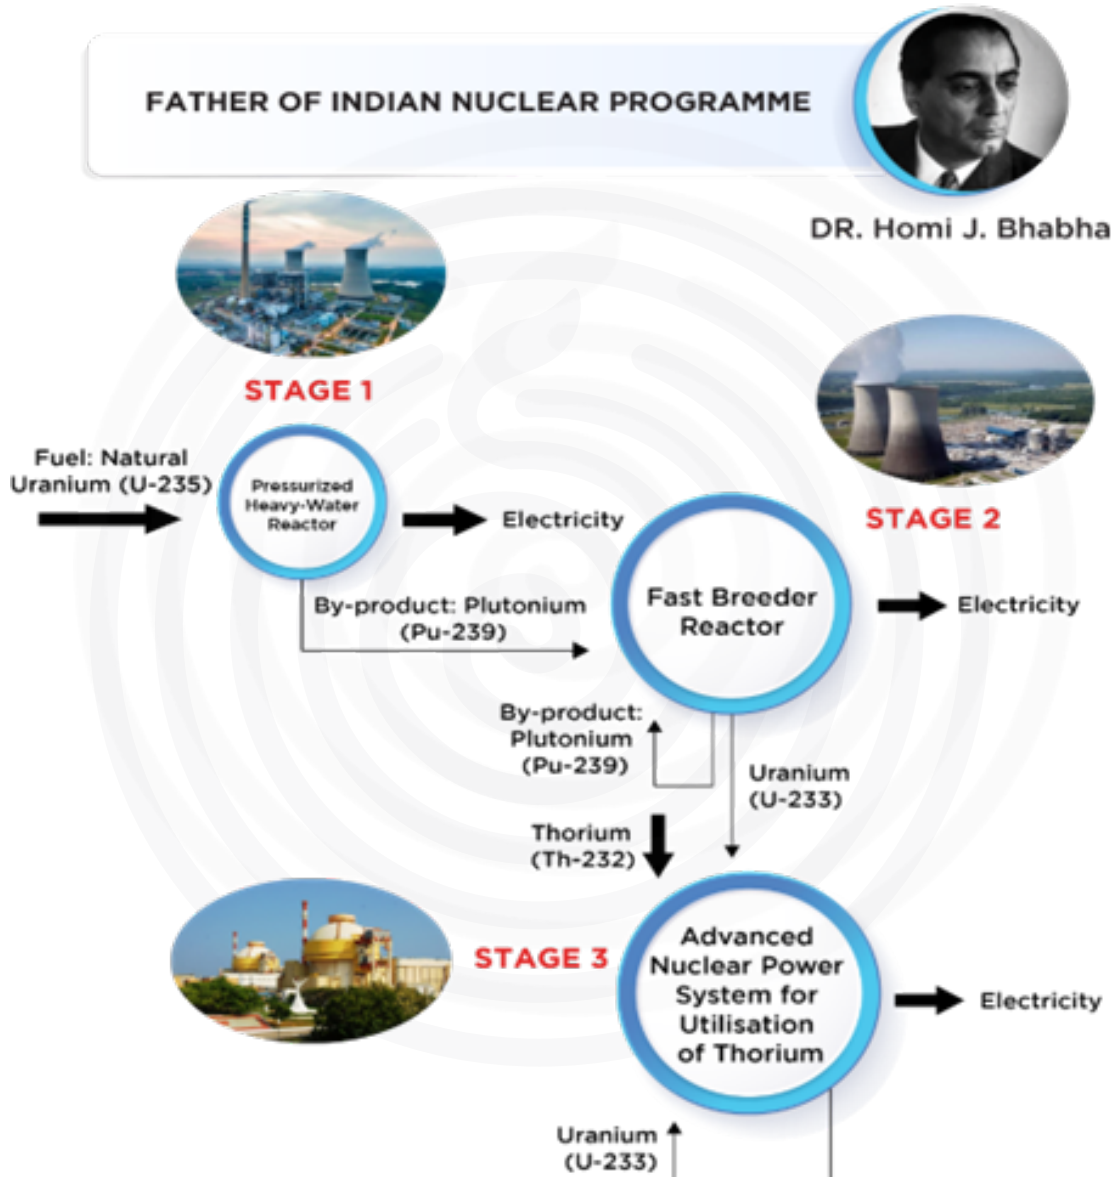 FATHER OF INDIAN NUCLEAR PROGRAMME
DR. Homi J. Bhabha
STAGE 1
Fuel: Natural
Uranium (U-235)
Pressurized
Heavy-Water
Reactor
Electricity
STAGE 2
By-product: Plutonium
(Pu-239)
Fast Breeder
Reactor
Electricity
By-product:
Plutonium
(Pu-239)
Uranium
(U-233)
Thorium
(Th-232)
STAGE 3
Advanced
Nuclear Power
System for
Utilisation
of Thorium
Electricity
Uranium
(U-233)